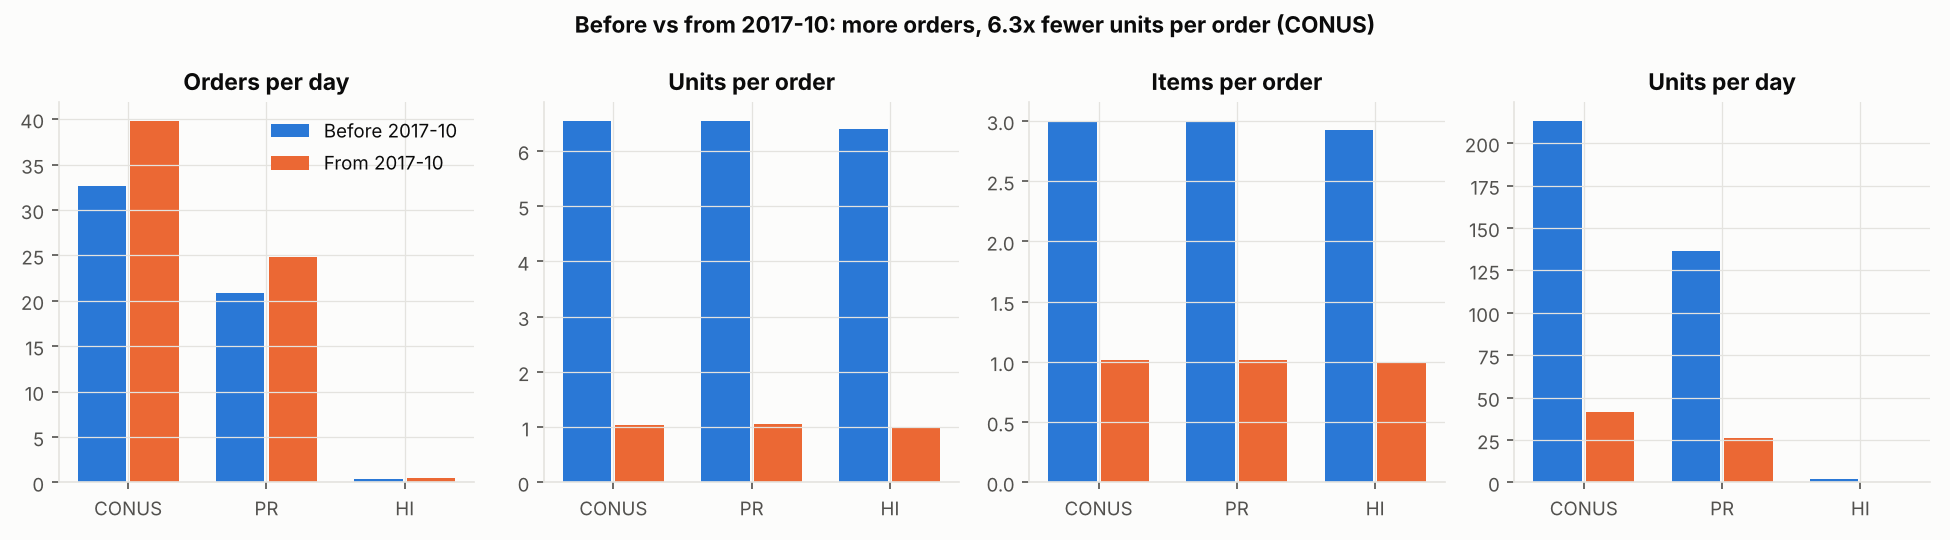 Before vs from 2017-10: more orders, 6.3x fewer units per order (CONUS)
Orders per day
40
35
30
25
20
15
10
5
0
CONUS
PR
HI
Before 2017-10
From 2017-10
Units per order
6
5
4
3
2
1
0
CONUS
PR
HI
Items per order
3.0
2.5
2.0
1.5
1.0
0.5
0.0
CONUS
PR
HI
Units per day
200
175
150
125
100
75
50
25
0
CONUS
PR
HI